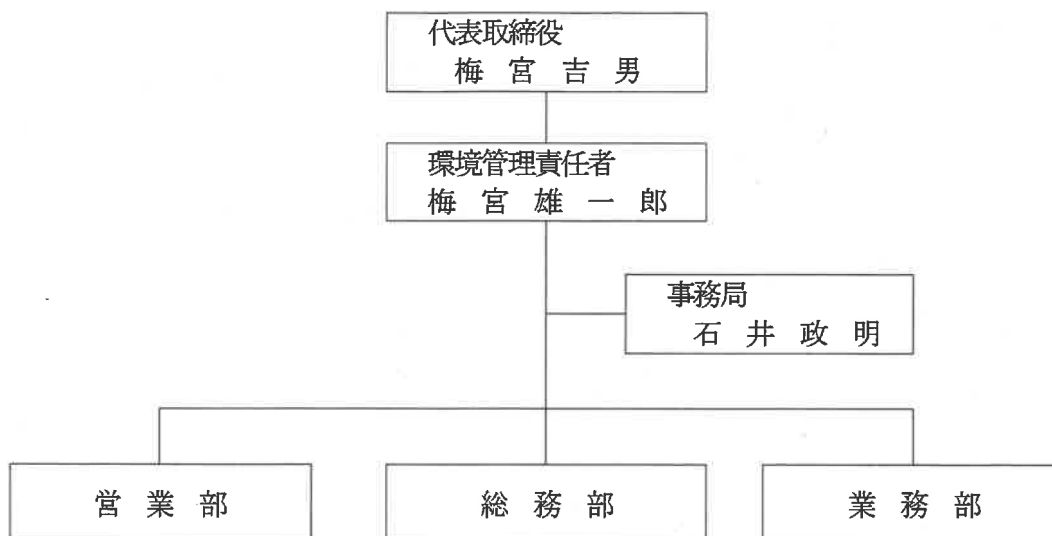 代表取締役
梅宮吉男
環境管理責任者
梅宮雄一郎
事務局
石井政明
営業部
総務部
業務部